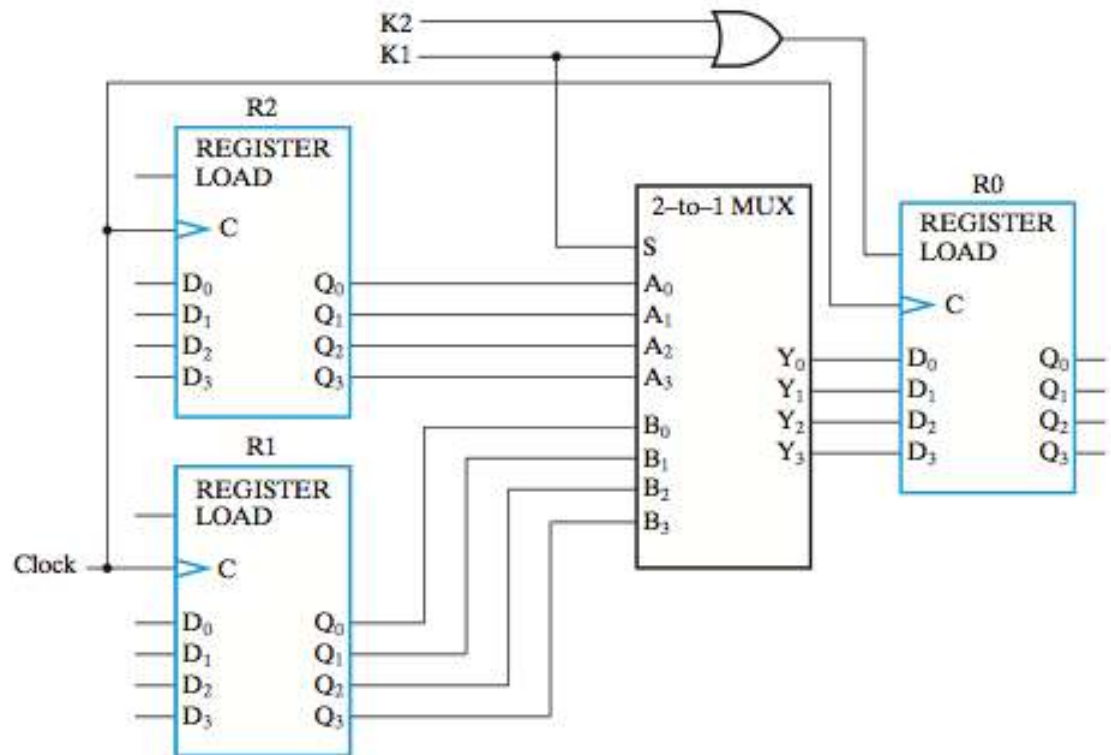 K2
K1
R2
REGISTER
LOAD
C
D₀ Q₀
D₁ Q₁
D₂ Q₂
D₃ Q₃
R1
REGISTER
LOAD
Clock
C
D₀ Q₀
D₁ Q₁
D₂ Q₂
D₃ Q₃
2–to–1 MUX
S
A₀
A₁
A₂
A₃
B₀
B₁
B₂
B₃
Y₀
Y₁
Y₂
Y₃
R0
REGISTER
LOAD
C
D₀ Q₀
D₁ Q₁
D₂ Q₂
D₃ Q₃